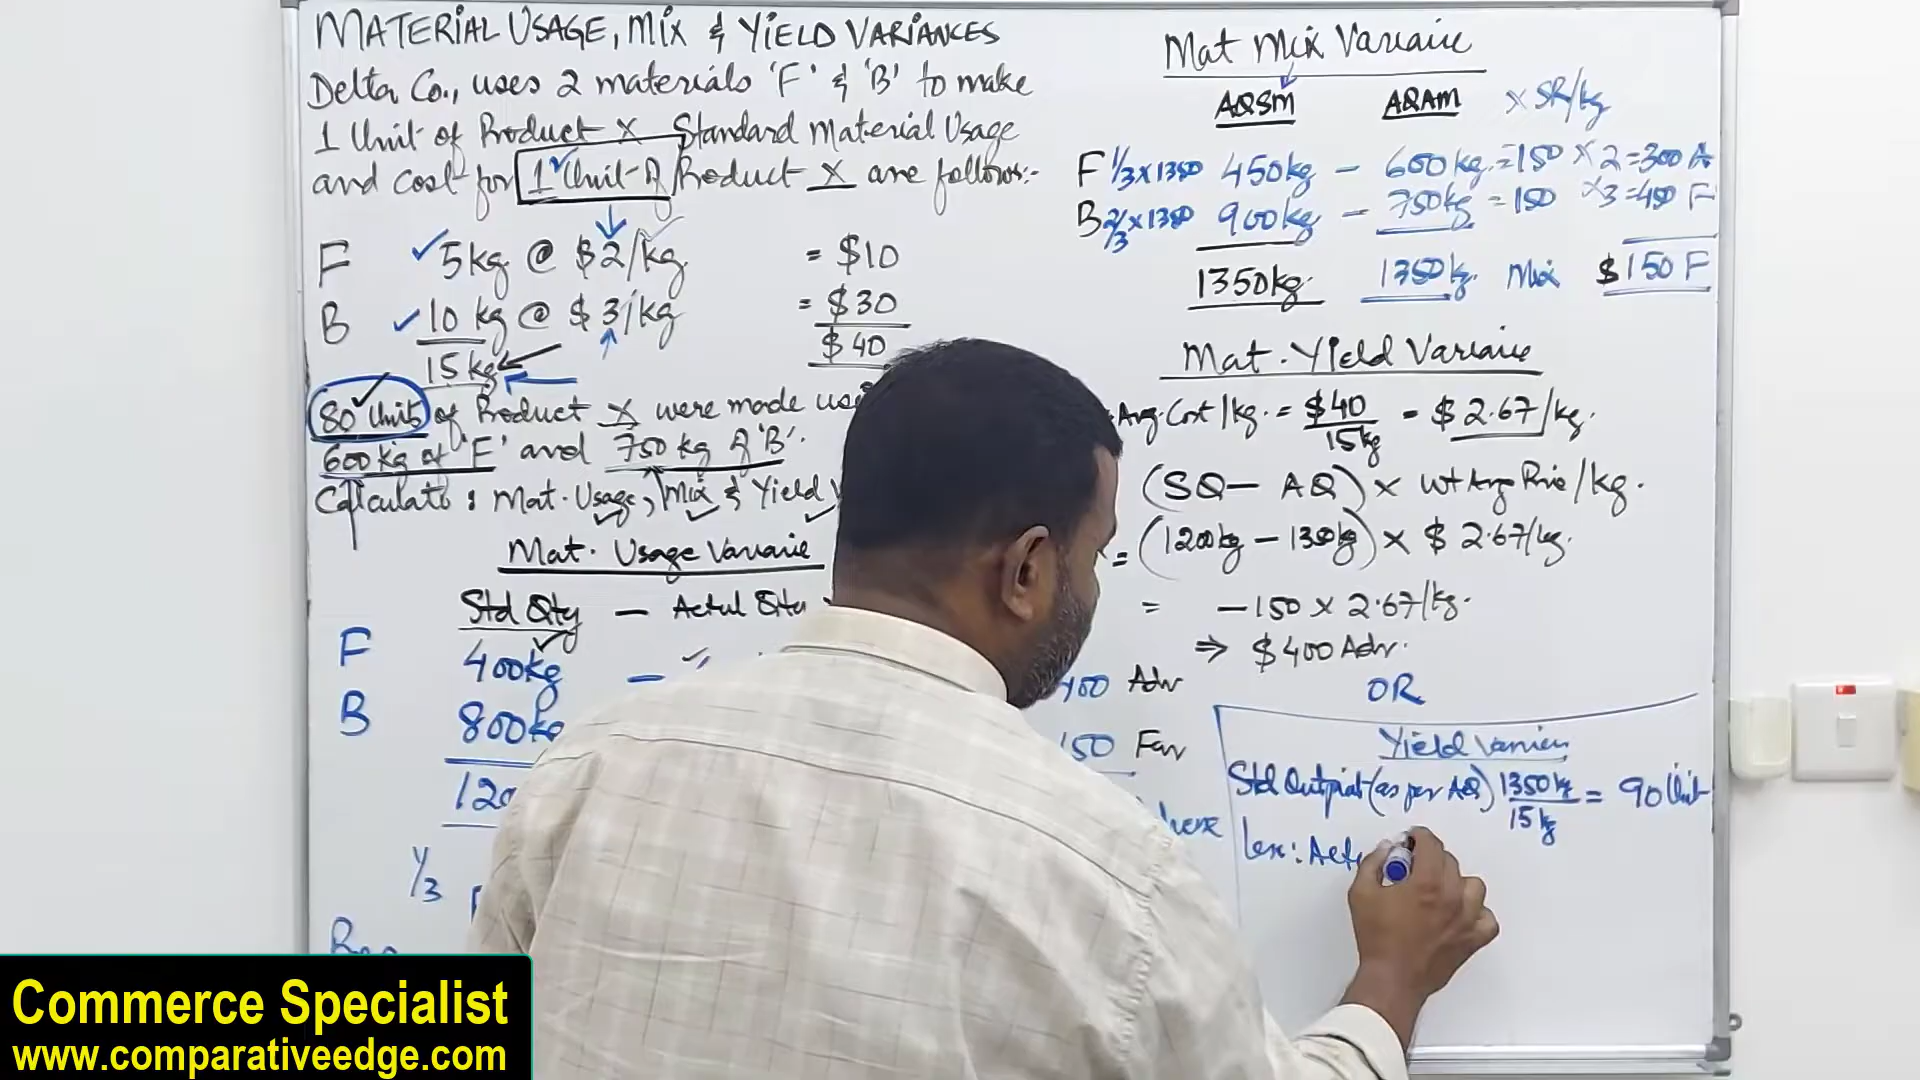 MATERIAL USAGE, MIX & YIELD VARIANCES
Delta Co., uses 2 materials 'F' & 'B' to make
1 Unit of Product X Standard Material Usage
and cost for 1 Unit of Product X are follows:-
F 5kg @ $2/kg = $10
B 10 kg @ $3/kg = $30
15 kg $40
80 Units of Product X were made
600 kg of 'F' and 750 kg of 'B'.
Calculate : Mat. Usage, Mix & Yield
Mat. Usage Variance
Std Qty — Actual Qty
F 400kg — 400 Adv
B 800kg 150 Fav
1/3
Mat Mix Variance
AQSM AQAM × SR/kg
F 1/3 × 1350 450kg — 600kg = 150 × 2 = 300 A
B 2/3 × 1350 900kg — 750kg = 150 × 3 = 450 F
1350kg 1350kg Mix $150 F
Mat. Yield Variance
Avg. Cost/kg. = $40 / 15kg = $2.67/kg.
(SQ — AQ) × Wt Avg Price/kg.
= (1200kg — 1350kg) × $2.67/kg.
= — 150 × 2.67/kg.
⇒ $400 Adv.
OR
Yield Varian
Std Output (as per AQ) 1350kg / 15kg = 90 Unit
Less:
Commerce Specialist
www.comparativeedge.com